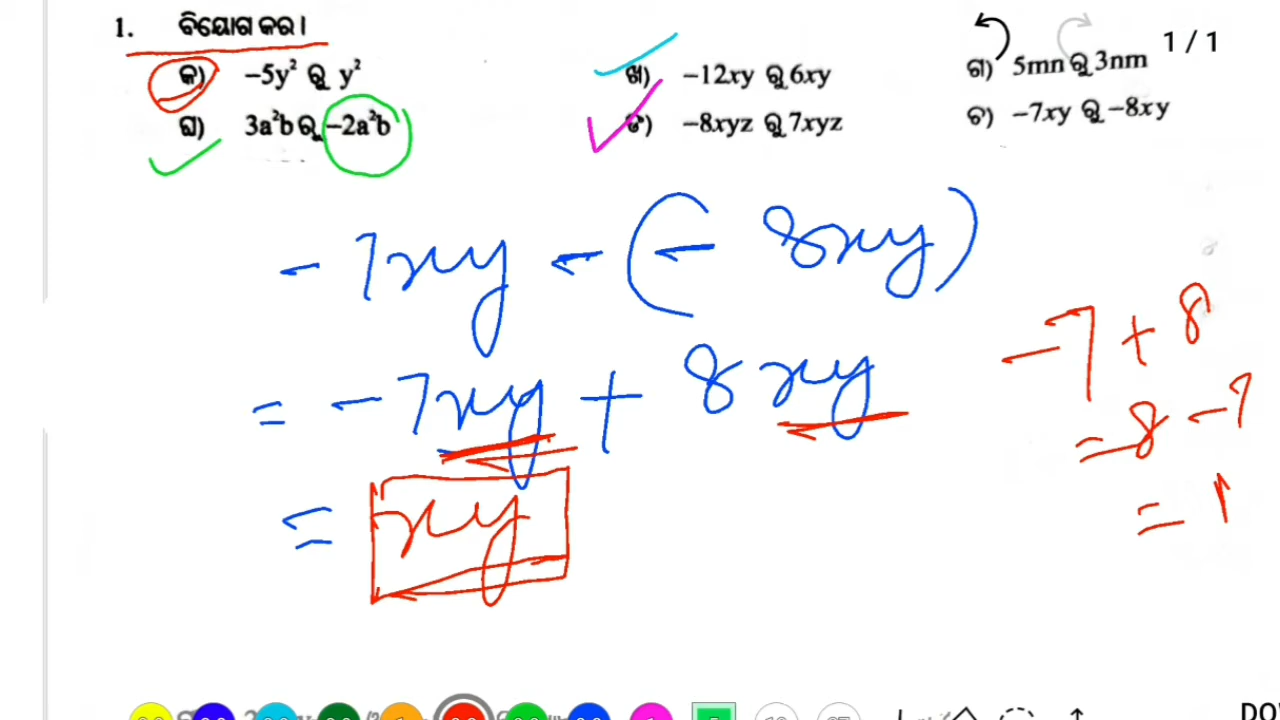 1. ବିୟୋଗ କର।
1 / 1
କ) −5y² ରୁ y² ଖ) −12xy ରୁ 6xy ଗ) 5mn ରୁ 3nm
ଘ) 3a²b ରୁ −2a²b ଙ) −8xyz ରୁ 7xyz ଚ) −7xy ରୁ −8xy
− 7xy − (− 8xy)
= − 7xy + 8xy
= xy
−7 + 8
= 8 − 7
= 1